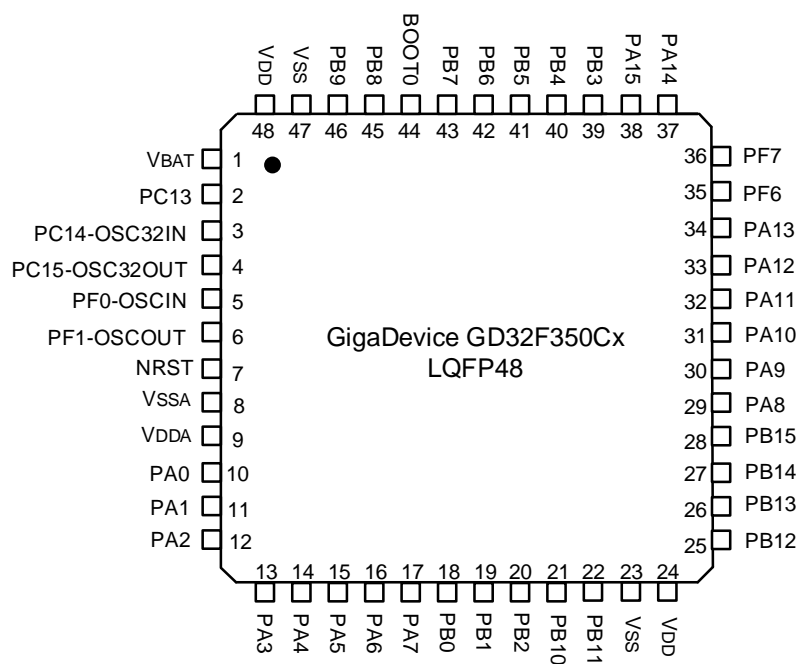 VDD
VSS
PB9
PB8
BOOT0
PB7
PB6
PB5
PB4
PB3
PA15
PA14
48 47 46 45 44 43 42 41 40 39 38 37
VBAT 1
PC13 2
PC14-OSC32IN 3
PC15-OSC32OUT 4
PF0-OSCIN 5
PF1-OSCOUT 6
NRST 7
VSSA 8
VDDA 9
PA0 10
PA1 11
PA2 12
GigaDevice GD32F350Cx
LQFP48
36 PF7
35 PF6
34 PA13
33 PA12
32 PA11
31 PA10
30 PA9
29 PA8
28 PB15
27 PB14
26 PB13
25 PB12
13 14 15 16 17 18 19 20 21 22 23 24
PA3
PA4
PA5
PA6
PA7
PB0
PB1
PB2
PB10
PB11
VSS
VDD